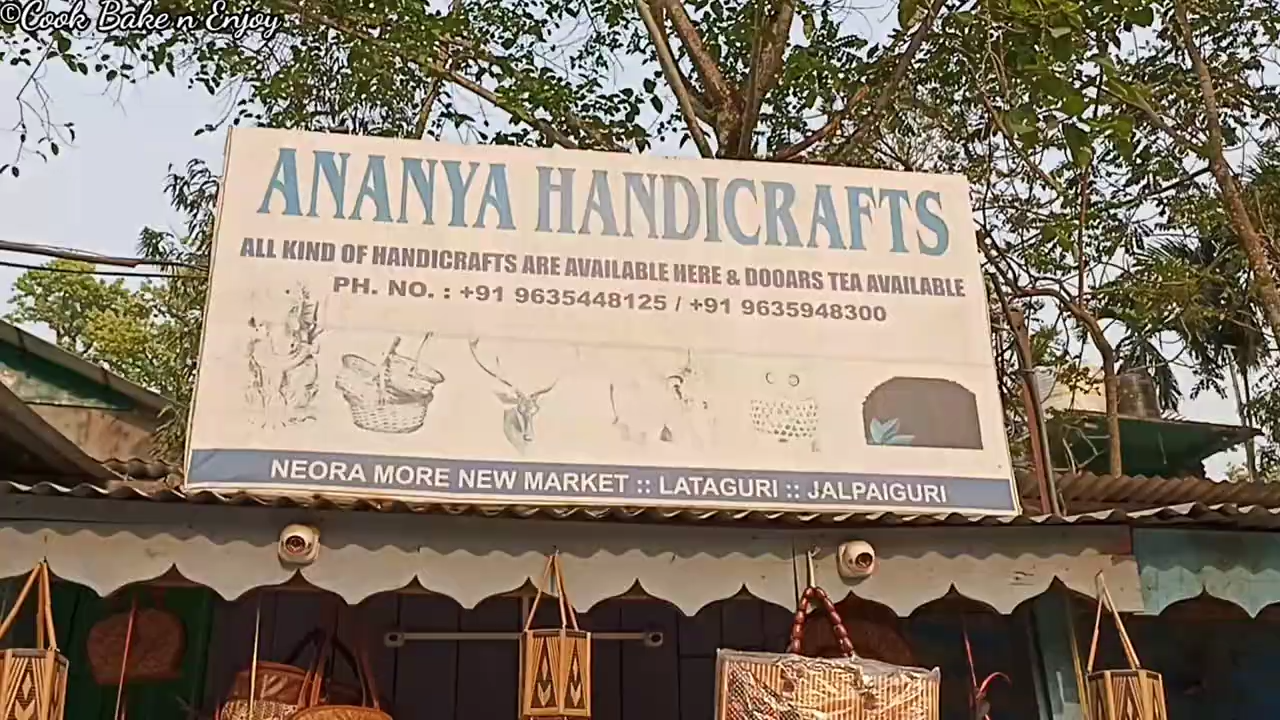 ©Cook Bake n Enjoy
ANANYA HANDICRAFTS
ALL KIND OF HANDICRAFTS ARE AVAILABLE HERE & DOOARS TEA AVAILABLE
PH. NO. : +91 9635448125 / +91 9635948300
NEORA MORE NEW MARKET :: LATAGURI :: JALPAIGURI